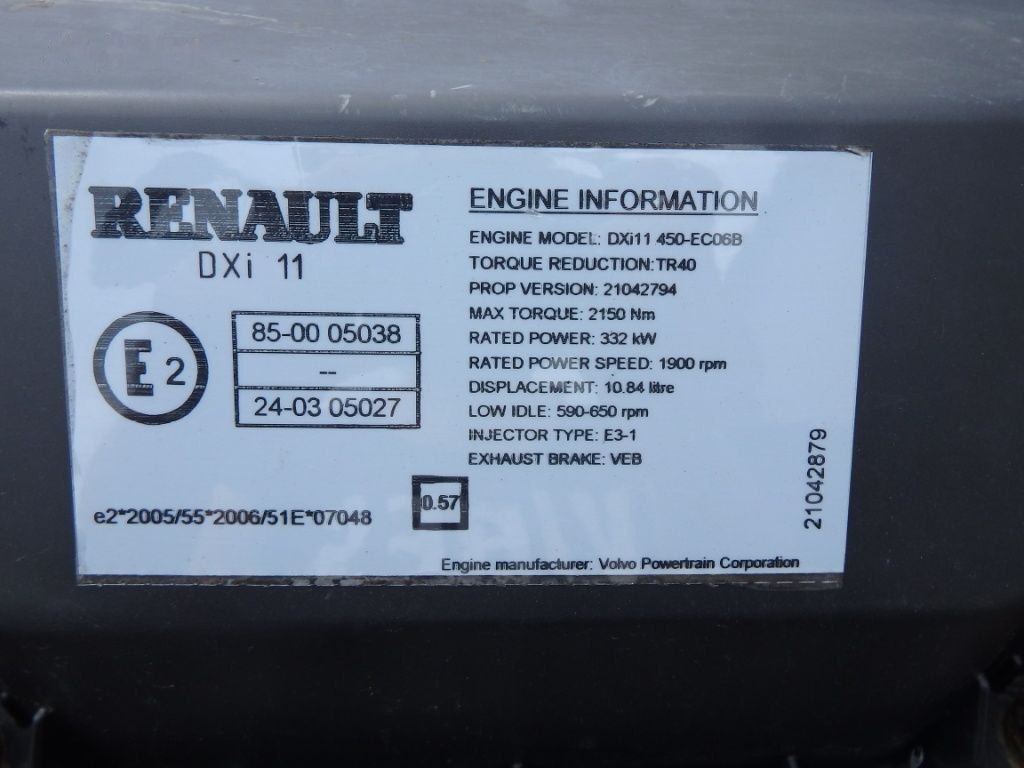 RENAULT
DXi 11
E 2
85-00 05038
--
24-03 05027
e2*2005/55*2006/51E*07048
0.57
ENGINE INFORMATION
ENGINE MODEL: DXi11 450-EC06B
TORQUE REDUCTION:TR40
PROP VERSION: 21042794
MAX TORQUE: 2150 Nm
RATED POWER: 332 kW
RATED POWER SPEED: 1900 rpm
DISPLACEMENT: 10.84 litre
LOW IDLE: 590-650 rpm
INJECTOR TYPE: E3-1
EXHAUST BRAKE: VEB
21042879
Engine manufacturer: Volvo Powertrain Corporation